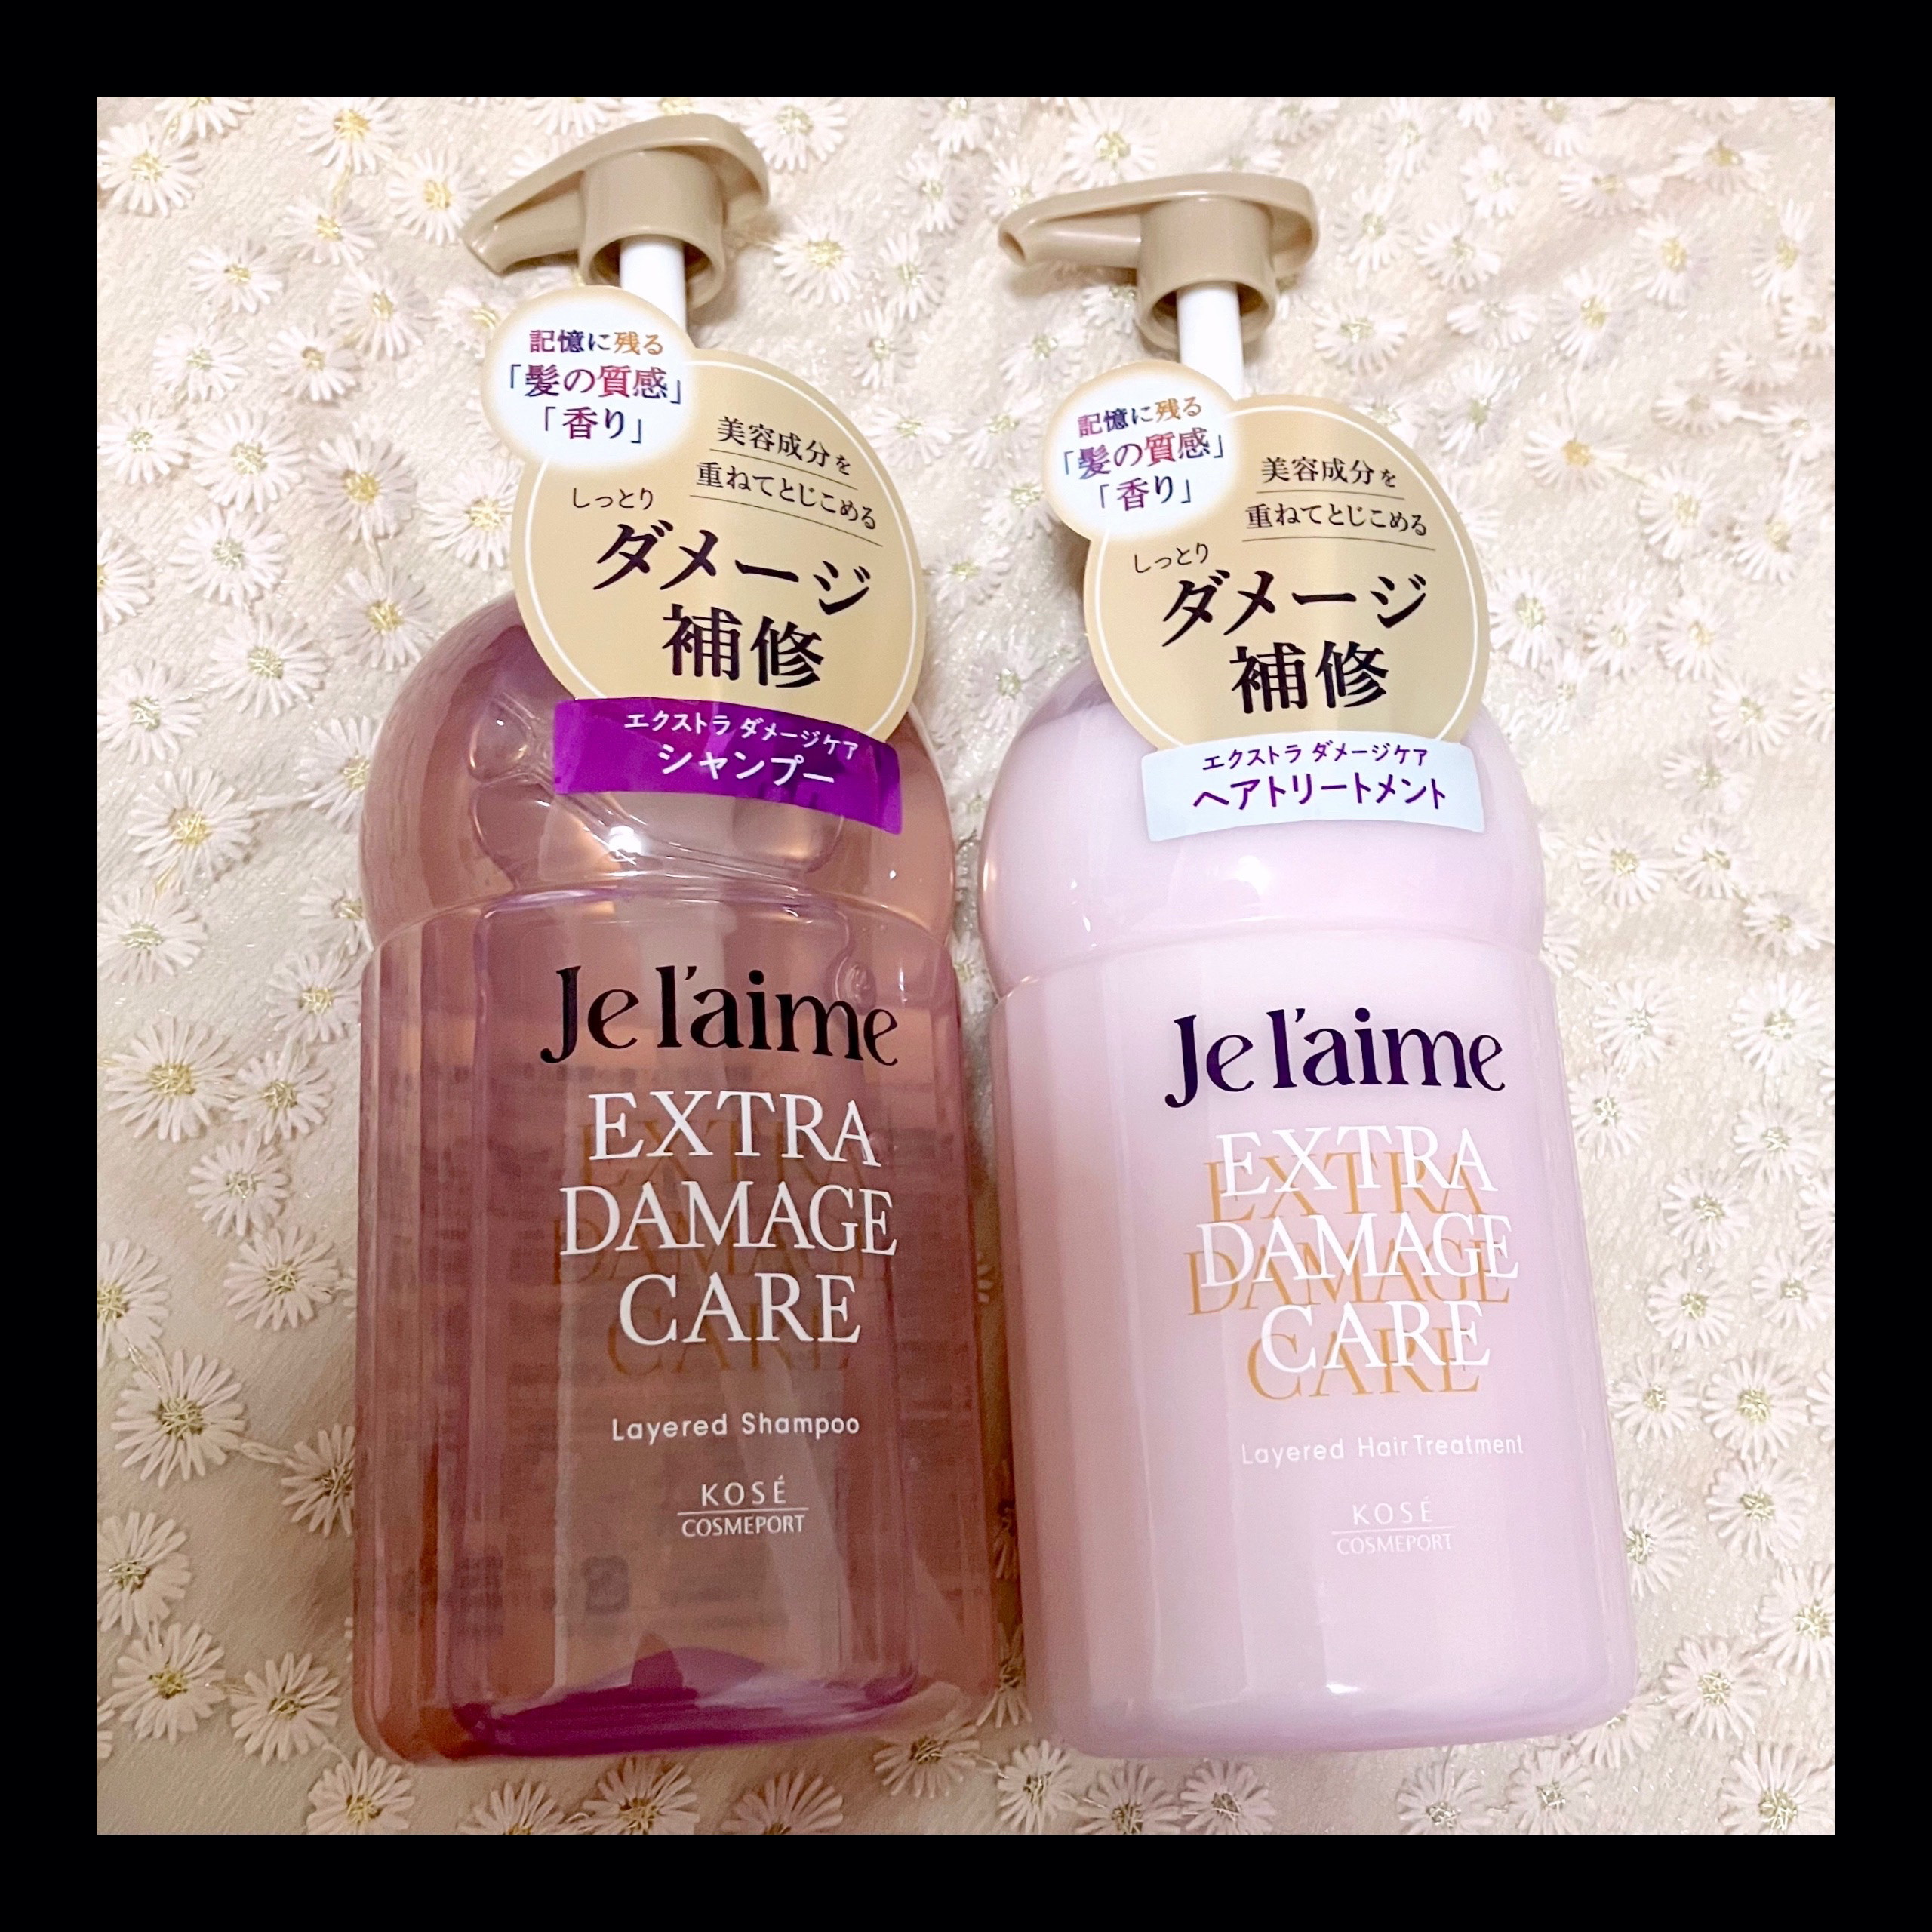 記憶に残る
「髪の質感」
「香り」
美容成分を
重ねてとじこめる
しっとり
ダメージ
補修
エクストラ ダメージケア
シャンプー
Je l'aime
EXTRA
DAMAGE
CARE
Layered Shampoo
KOSÉ
COSMEPORT
記憶に残る
「髪の質感」
「香り」
美容成分を
重ねてとじこめる
しっとり
ダメージ
補修
エクストラ ダメージケア
ヘアトリートメント
Je l'aime
EXTRA
DAMAGE
CARE
Layered Hair Treatment
KOSÉ
COSMEPORT